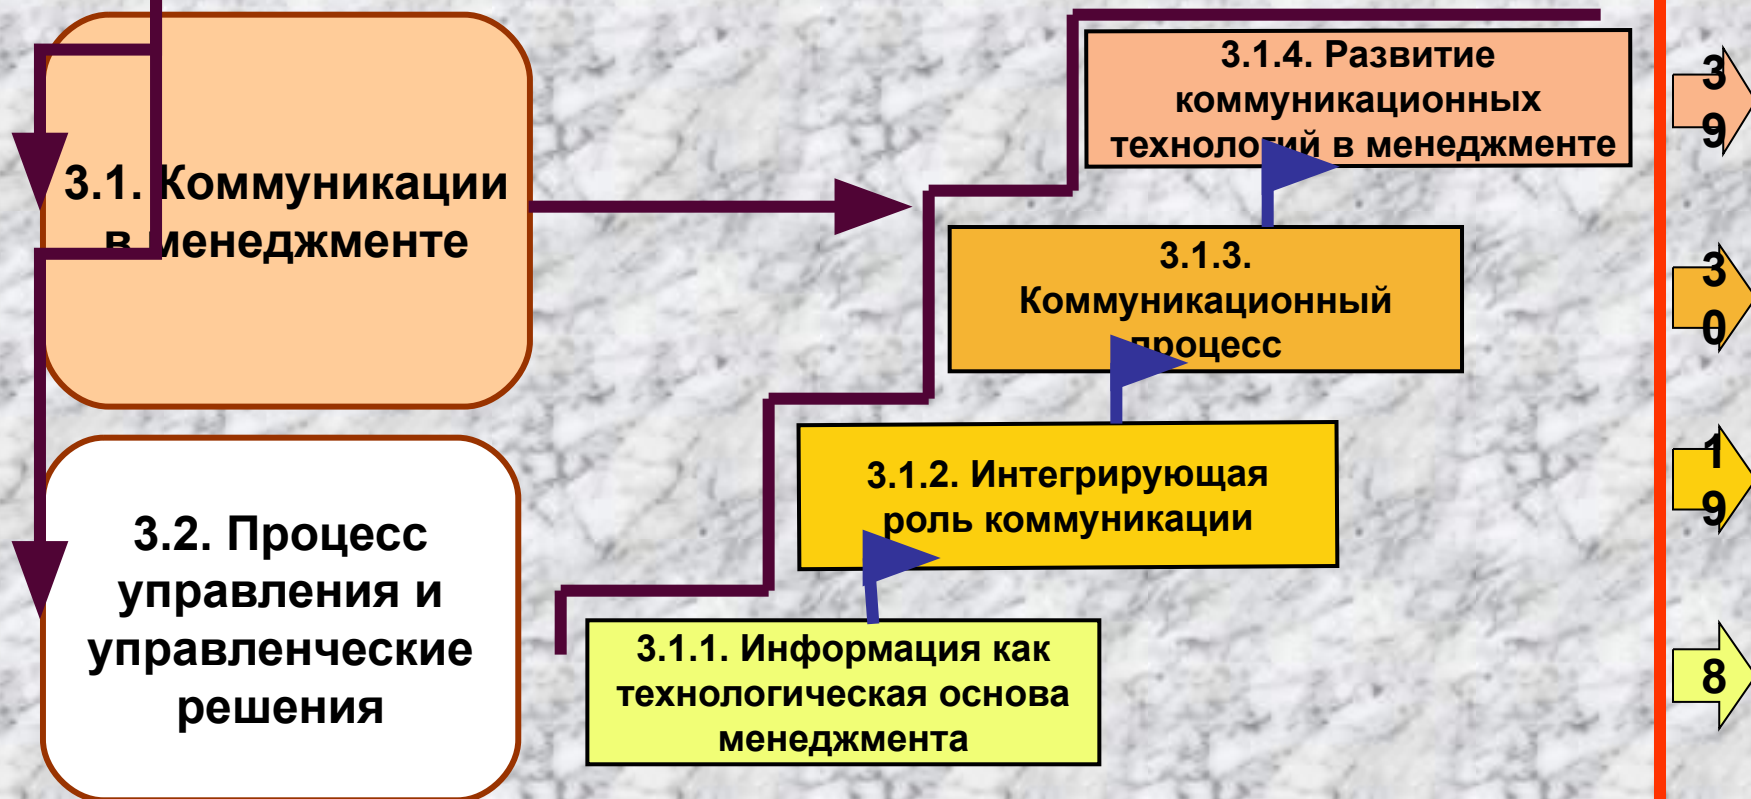 3.1. Коммуникации
в менеджменте
3.2. Процесс
управления и
управленческие
решения
3.1.4. Развитие
коммуникационных
технологий в менеджменте
3.1.3.
Коммуникационный
процесс
3.1.2. Интегрирующая
роль коммуникации
3.1.1. Информация как
технологическая основа
менеджмента
3
9
3
0
1
9
8